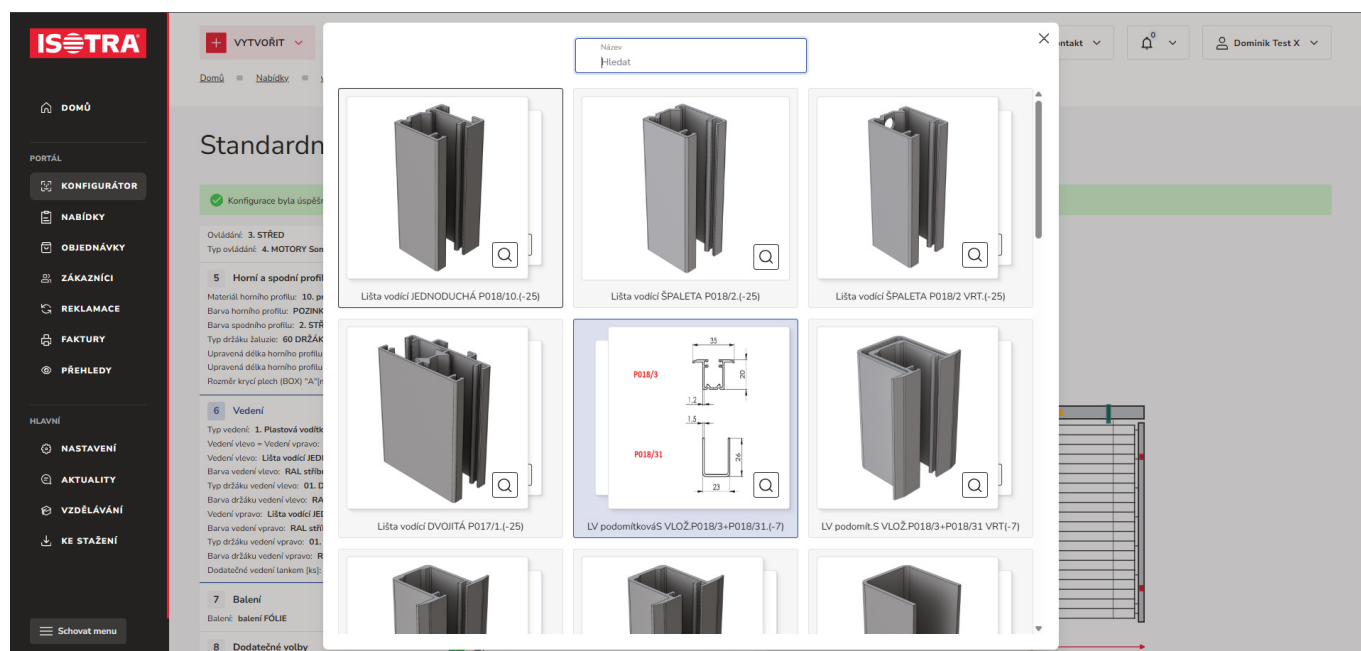 ISOTRA
DOMŮ
PORTÁL
KONFIGURÁTOR
NABÍDKY
OBJEDNÁVKY
ZÁKAZNÍCI
REKLAMACE
FAKTURY
PŘEHLEDY
HLAVNÍ
NASTAVENÍ
AKTUALITY
VZDĚLÁVÁNÍ
KE STAŽENÍ
Schovat menu
VYTVOŘIT
Domů Nabídky
Standardn
Konfigurace byla úspěš
Ovládání: 3. STŘED
Typ ovládání: 4. MOTORY Som
5 Horní a spodní profil
Materiál horního profilu: 10. p
Barva horního profilu: POZINK
Barva spodního profilu: 2. STŘ
Typ držáku žaluzie: 60 DRŽÁK
Upravená délka horního profilu
Upravená délka horního profilu
Rozměr krycí plech (BOX) "A"[
6 Vedení
Typ vedení: 1. Plastová vodítk
Vedení vlevo = Vedení vpravo:
Vedení vlevo: Lišta vodící JEDI
Barva vedení vlevo: RAL stříbr
Typ držáku vedení vlevo: 01. D
Barva držáku vedení vlevo: RA
Vedení vpravo: Lišta vodící JE
Barva vedení vpravo: RAL stří
Typ držáku vedení vpravo: 01.
Barva držáku vedení vpravo: R
Dodatečné vedení lankem [ks]:
7 Balení
Balení: balení FÓLIE
8 Dodatečné volby
Název
Hledat
Lišta vodící JEDNODUCHÁ P018/10.(-25)
Lišta vodící ŠPALETA P018/2.(-25)
Lišta vodící ŠPALETA P018/2 VRT.(-25)
Lišta vodící DVOJITÁ P017/1.(-25)
35
P018/3
20
1.2
1.5
P018/31
26
23
LV podomítkováS VLOŽ.P018/3+P018/31.(-7)
LV podomít.S VLOŽ.P018/3+P018/31 VRT(-7)
ntakt
0
Dominik Test X